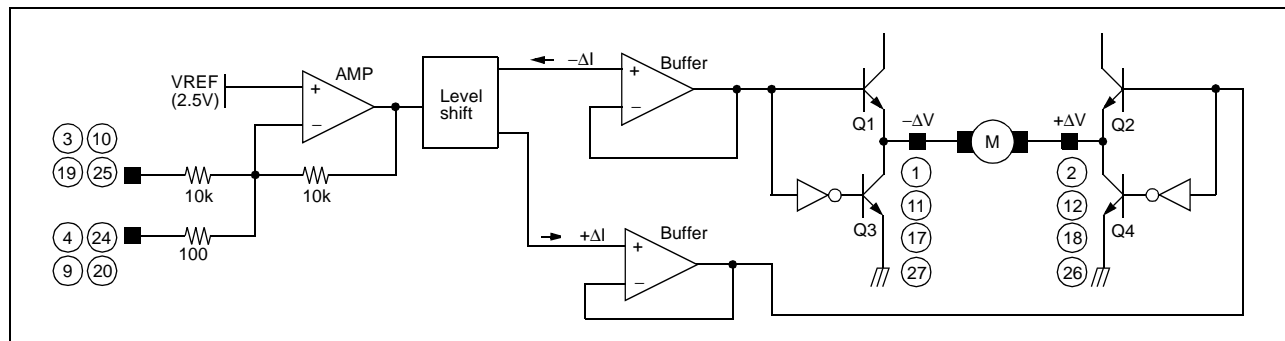 VREF
(2.5V)
AMP
+
−
3 10
19 25
10k
10k
4 24
9 20
100
Level
shift
−ΔI
Buffer
+
−
+ΔI
Buffer
+
−
Q1
−ΔV
M
+ΔV
Q2
Q3
Q4
1
11
17
27
2
12
18
26